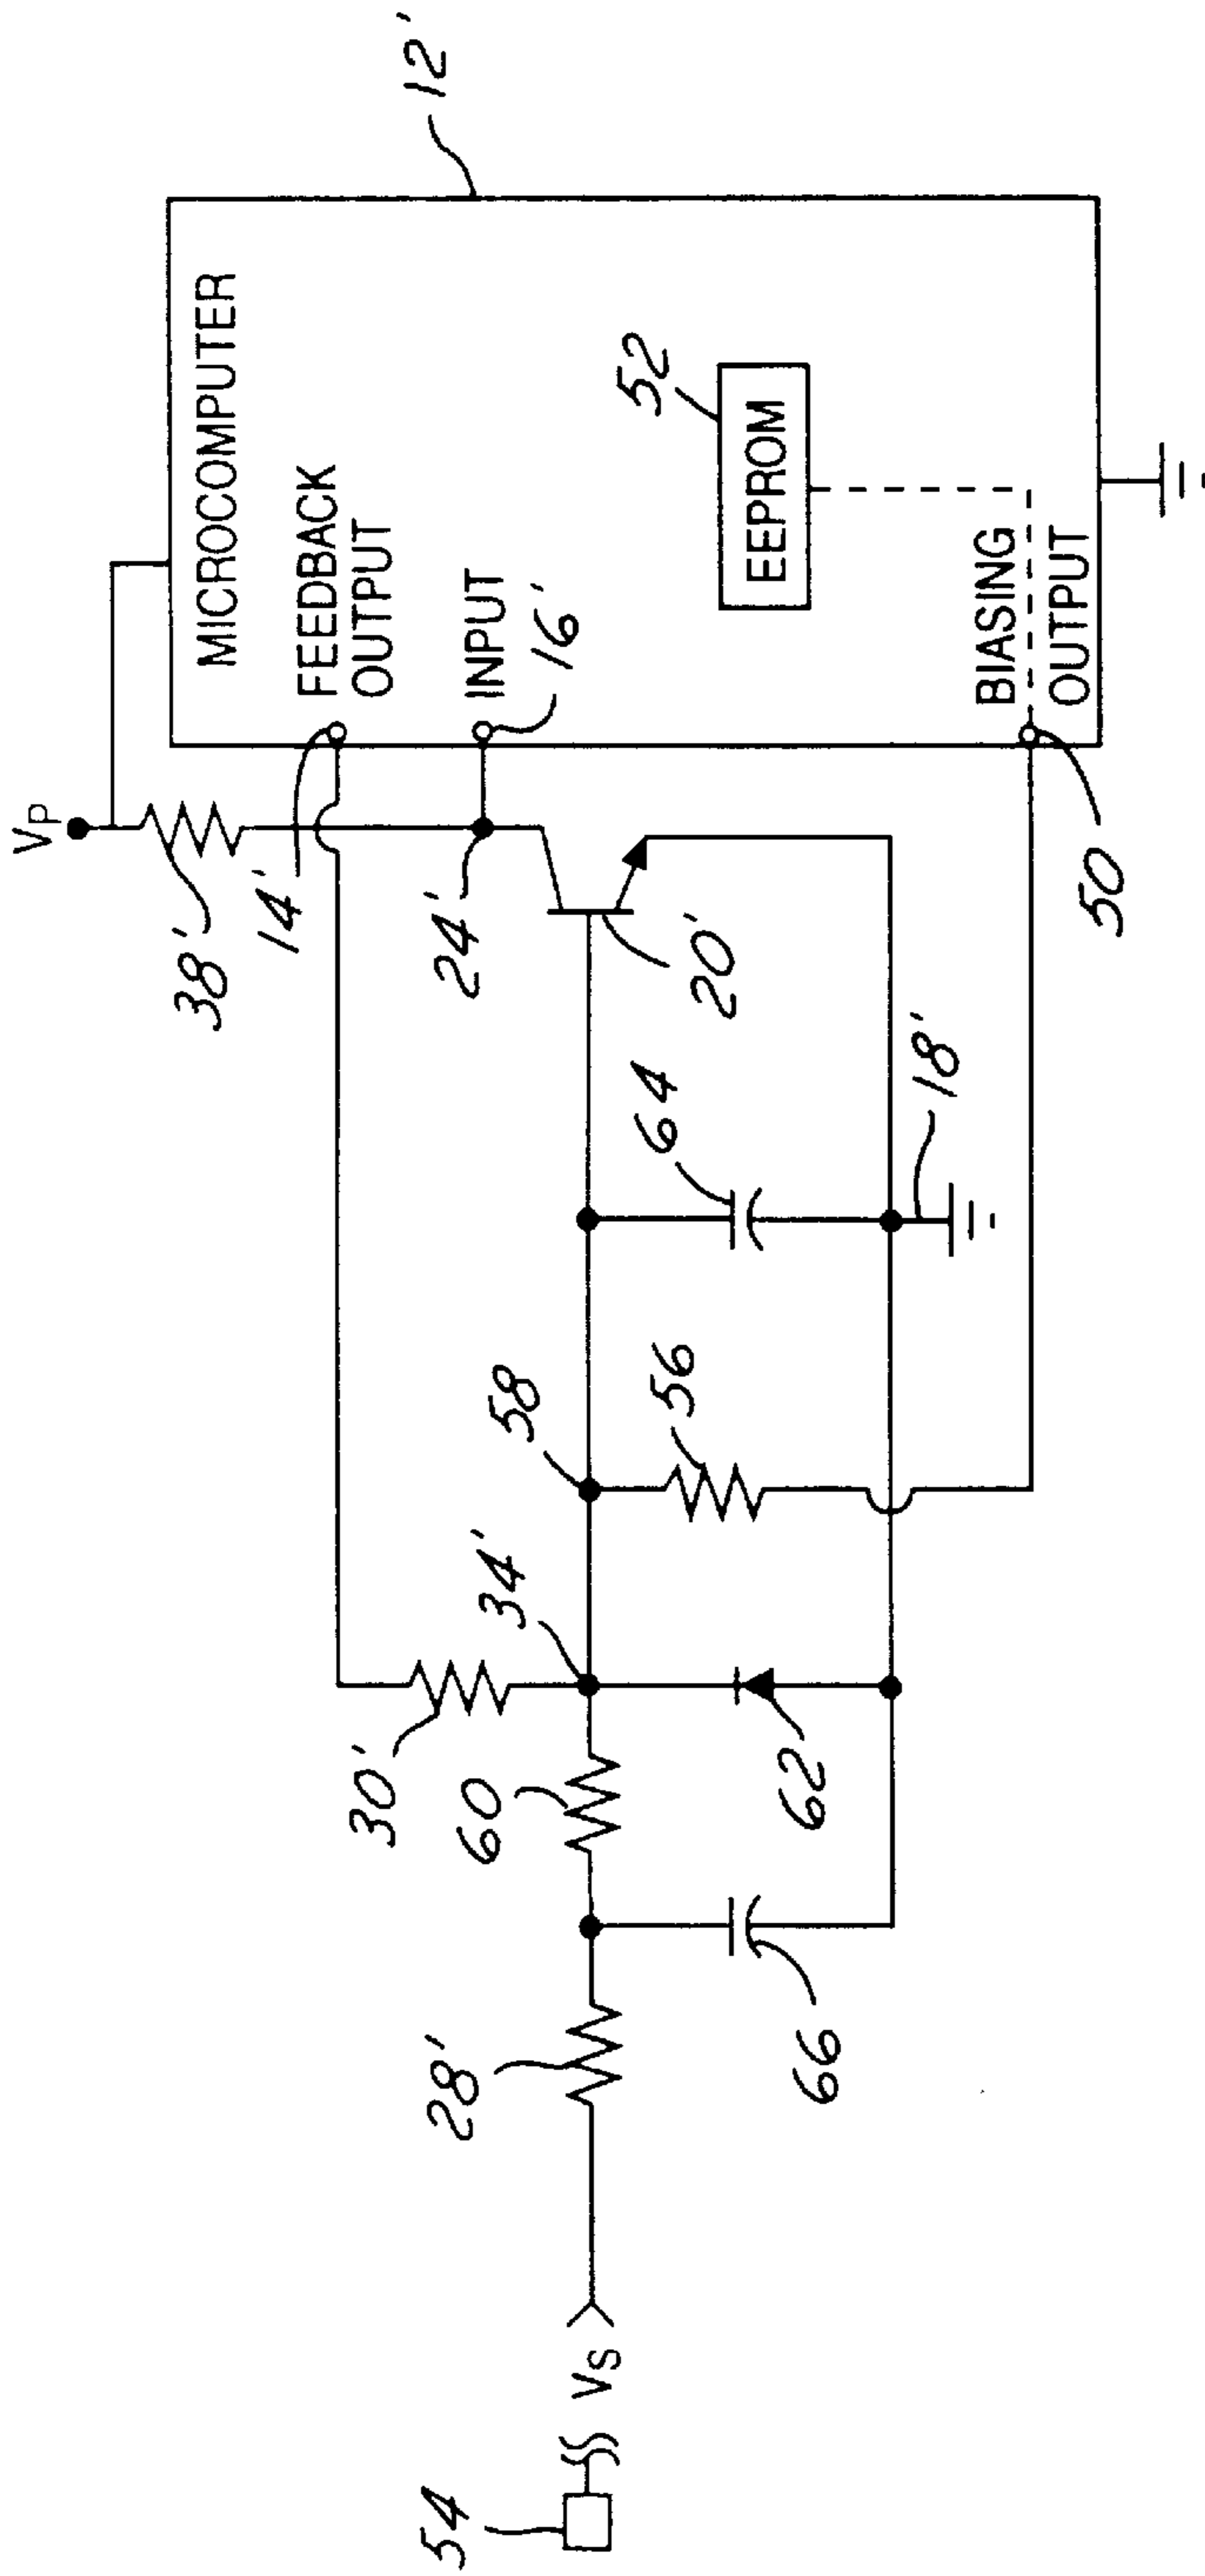 12'
MICROCOMPUTER
VP
FEEDBACK
OUTPUT
14'
38'
INPUT
16'
24'
EEPROM
52
20'
BIASING
OUTPUT
50
64
18'
58
56
34'
30'
60
62
28'
66
VS
54